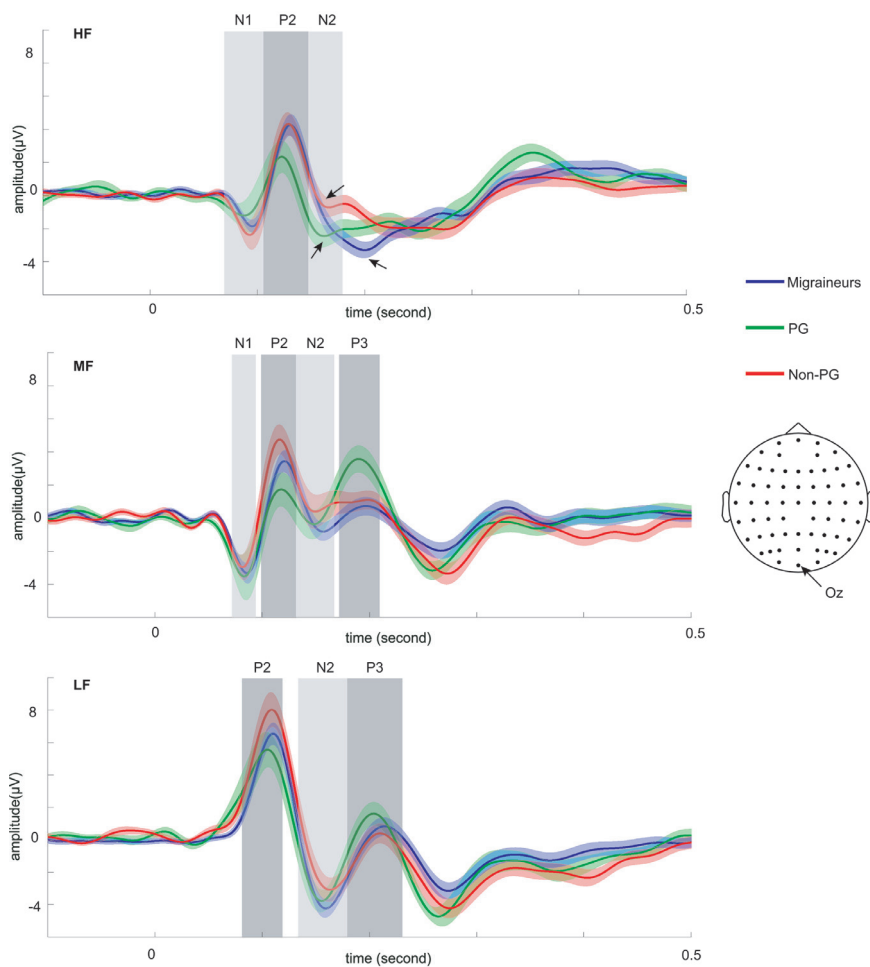 N1 P2 N2
HF
8
0
-4
amplitude(µV)
0 0.5
time (second)
Migraineurs
PG
Non-PG
N1 P2 N2 P3
MF
8
0
-4
amplitude(µV)
0 0.5
time (second)
Oz
P2 N2 P3
LF
8
0
-4
amplitude(µV)
0 0.5
time (second)